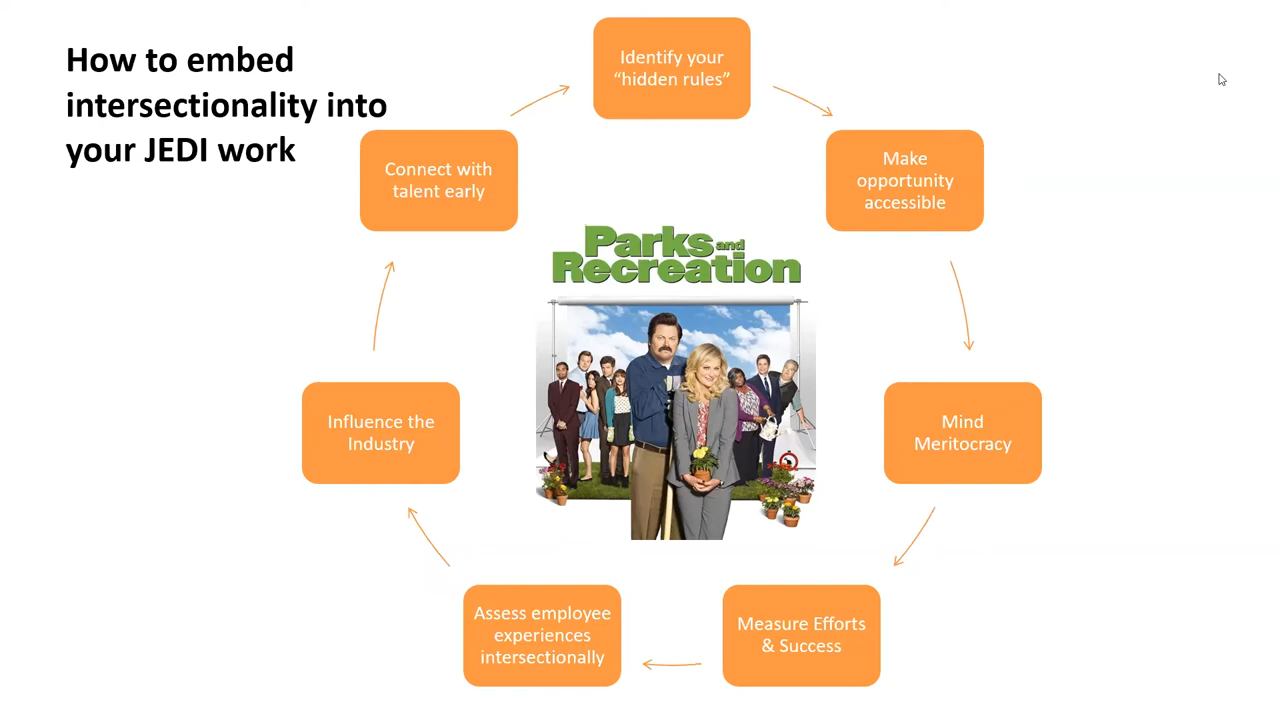 How to embed
intersectionality into
your JEDI work
Identify your
“hidden rules”
Make
opportunity
accessible
Mind
Meritocracy
Measure Efforts
& Success
Assess employee
experiences
intersectionally
Influence the
Industry
Connect with
talent early
Parks and
Recreation